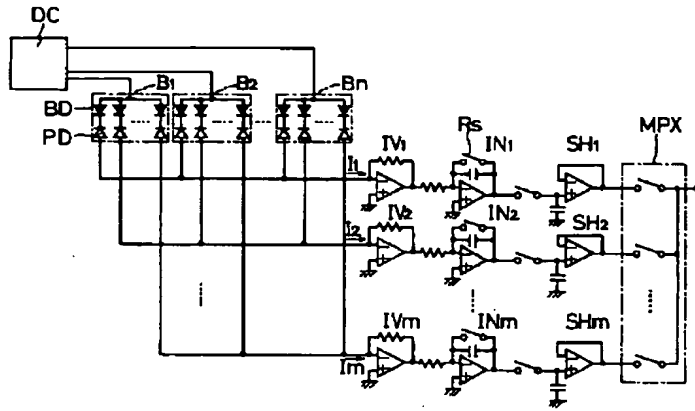 DC
B1
B2
Bn
BD
PD
I1
IV1
Rs
IN1
SH1
MPX
I2
IV2
IN2
SH2
Im
IVm
INm
SHm